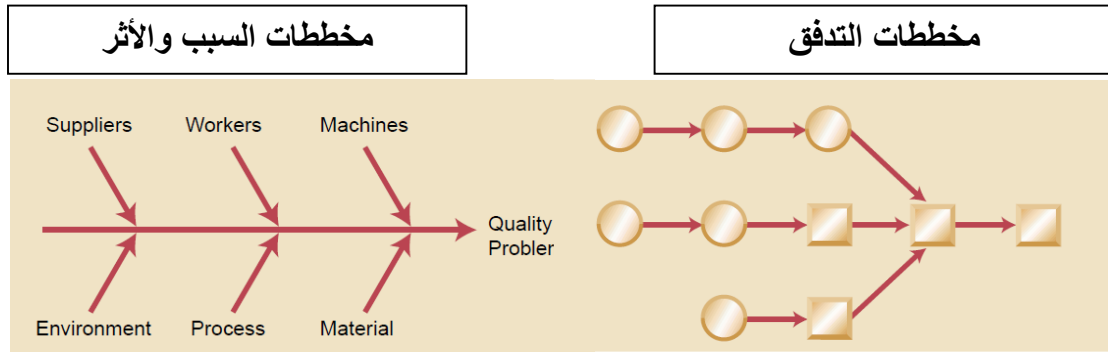 مخططات التدفق
مخططات السبب والأثر
Suppliers
Workers
Machines
Quality
Probler
Environment
Process
Material